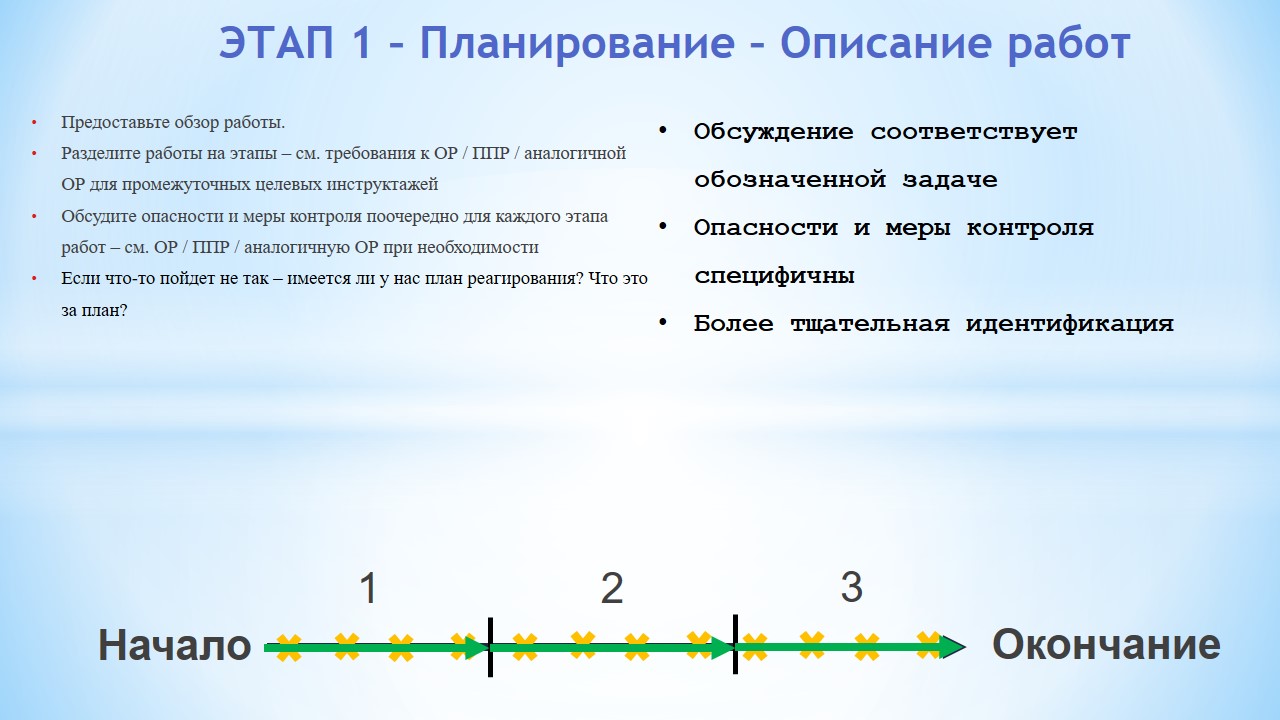 ЭТАП 1 – Планирование – Описание работ
• Предоставьте обзор работы.
• Разделите работы на этапы – см. требования к ОР / ППР / аналогичной
ОР для промежуточных целевых инструктажей
• Обсудите опасности и меры контроля поочередно для каждого этапа
работ – см. ОР / ППР / аналогичную ОР при необходимости
• Если что-то пойдет не так – имеется ли у нас план реагирования? Что это
за план?
• Обсуждение соответствует
обозначенной задаче
• Опасности и меры контроля
специфичны
• Более тщательная идентификация
1 2 3
Начало Окончание